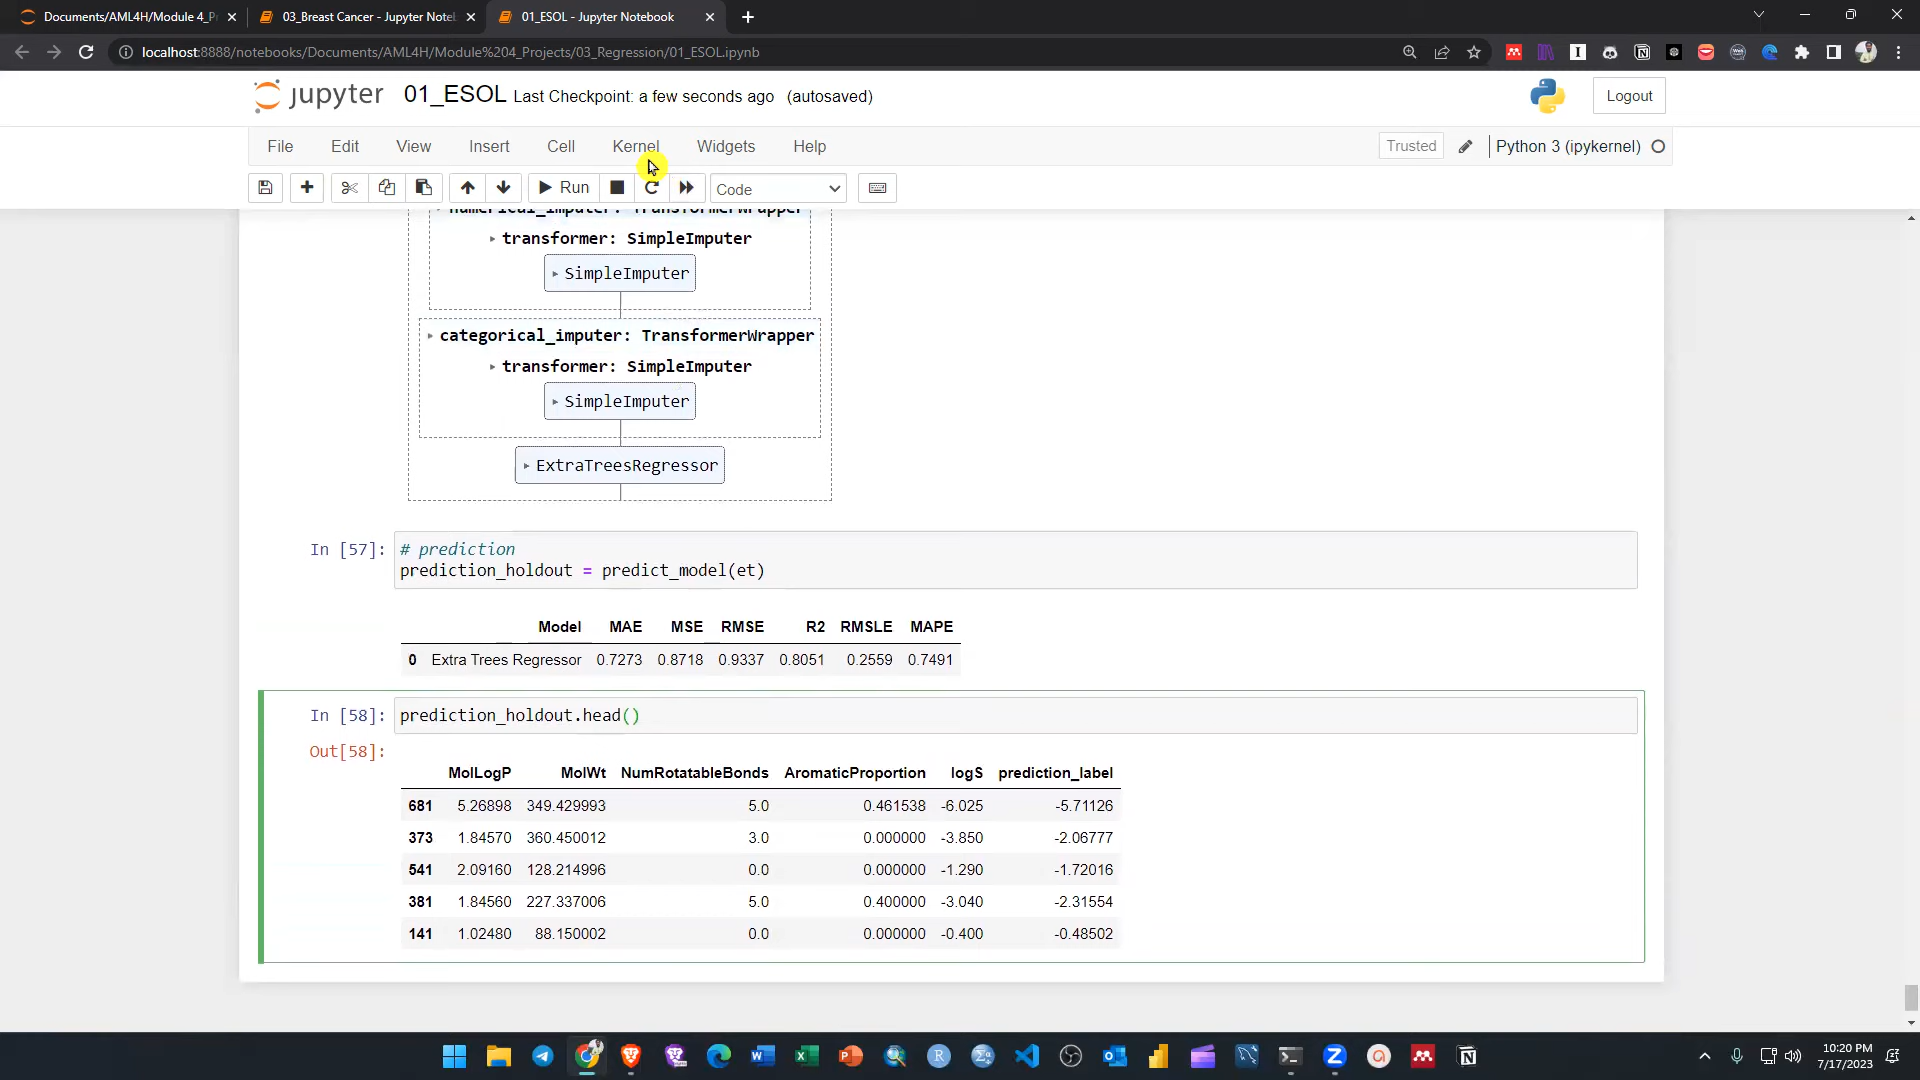 Documents/AML4H/Module 4_P
03_Breast Cancer - Jupyter Note
01_ESOL - Jupyter Notebook
localhost:8888/notebooks/Documents/AML4H/Module%204_Projects/03_Regression/01_ESOL.ipynb
jupyter 01_ESOL Last Checkpoint: a few seconds ago (autosaved)
Logout
File Edit View Insert Cell Kernel Widgets Help
Trusted Python 3 (ipykernel)
Run Code
numerical_imputer: TransformerWrapper
transformer: SimpleImputer
SimpleImputer
categorical_imputer: TransformerWrapper
transformer: SimpleImputer
SimpleImputer
ExtraTreesRegressor
In [57]: # prediction
prediction_holdout = predict_model(et)
Model MAE MSE RMSE R2 RMSLE MAPE
0 Extra Trees Regressor 0.7273 0.8718 0.9337 0.8051 0.2559 0.7491
In [58]: prediction_holdout.head()
Out[58]:
MolLogP MolWt NumRotatableBonds AromaticProportion logS prediction_label
681 5.26898 349.429993 5.0 0.461538 -6.025 -5.71126
373 1.84570 360.450012 3.0 0.000000 -3.850 -2.06777
541 2.09160 128.214996 0.0 0.000000 -1.290 -1.72016
381 1.84560 227.337006 5.0 0.400000 -3.040 -2.31554
141 1.02480 88.150002 0.0 0.000000 -0.400 -0.48502
10:20 PM
7/17/2023